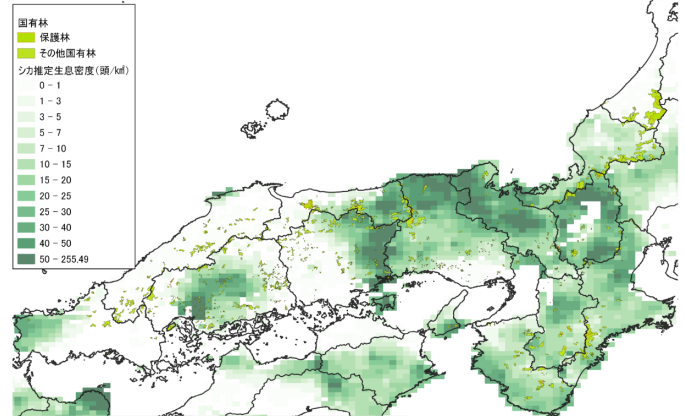 国有林
保護林
その他国有林
シカ推定生息密度(頭/k㎡)
0 - 1
1 - 3
3 - 5
5 - 7
7 - 10
10 - 15
15 - 20
20 - 25
25 - 30
30 - 40
40 - 50
50 - 255.49